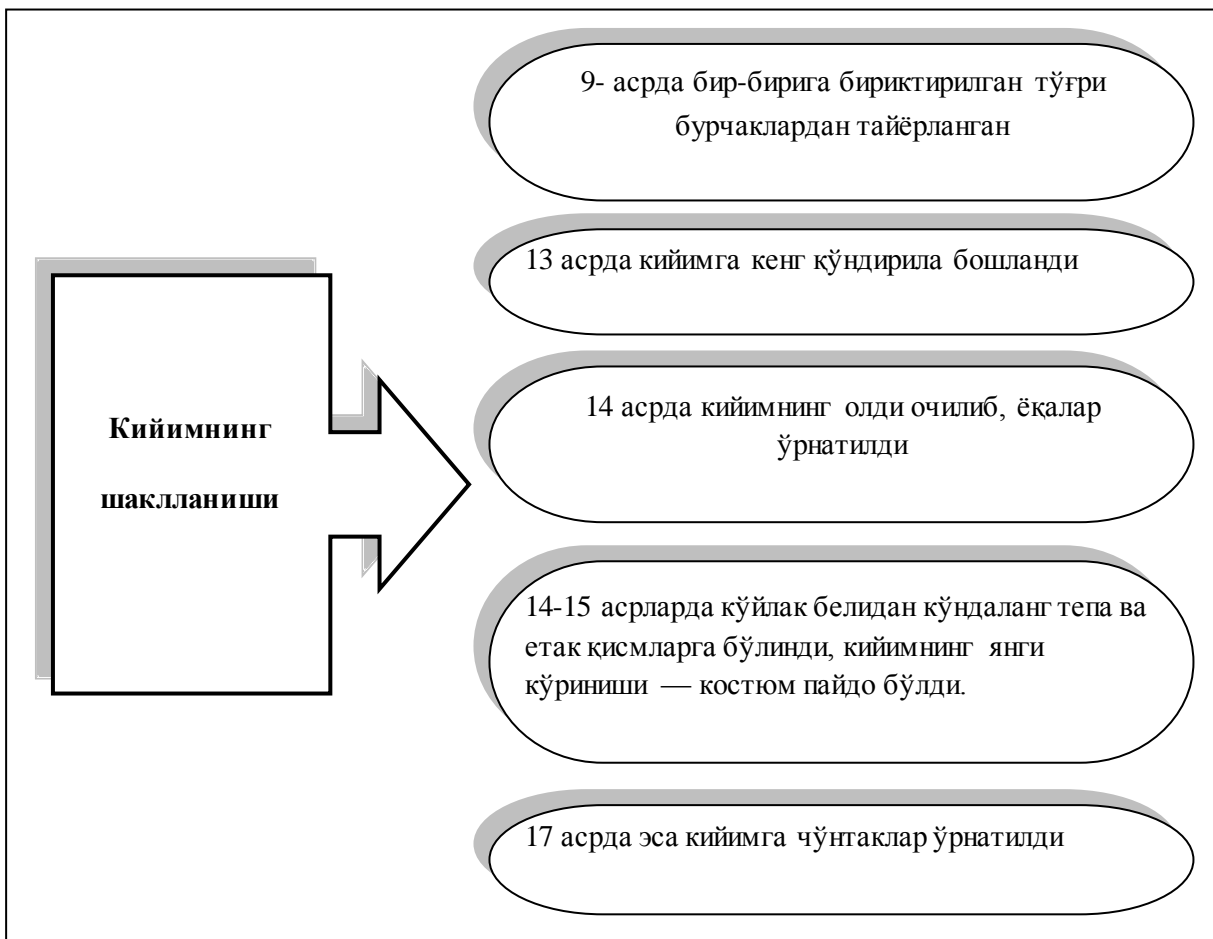 Кийимнинг
шаклланиши
9- асрда бир-бирига бириктирилган тўғри
бурчаклардан тайёрланган
13 асрда кийимга кенг қўндирила бошланди
14 асрда кийимнинг олди очилиб, ёқалар
ўрнатилди
14-15 асрларда кўйлак белидан кўндаланг тепа ва
етак қисмларга бўлинди, кийимнинг янги
кўриниши — костюм пайдо бўлди.
17 асрда эса кийимга чўнтаклар ўрнатилди